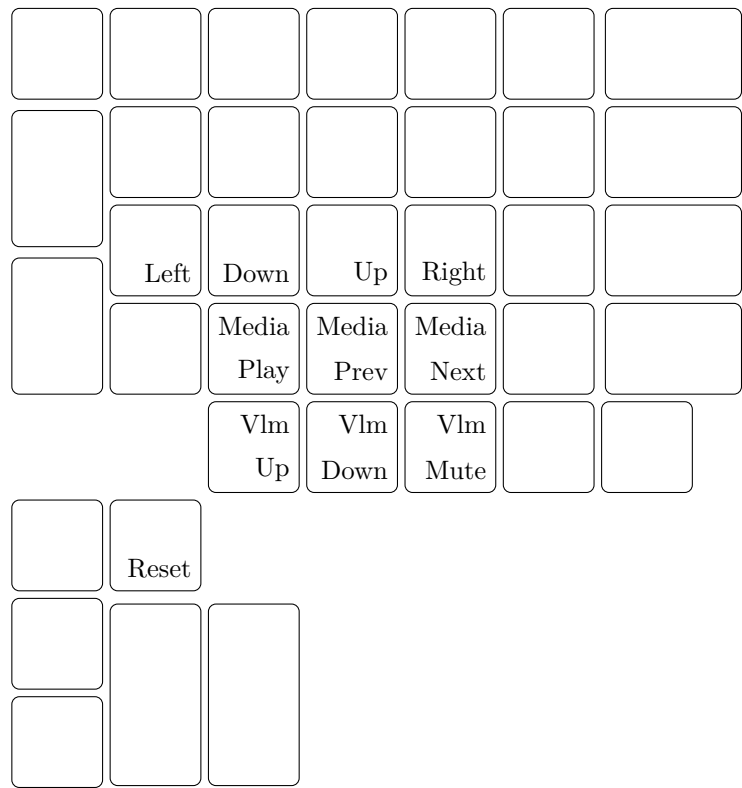 Left Down Up Right
Media Media Media
Play Prev Next
Vlm Vlm Vlm
Up Down Mute
Reset